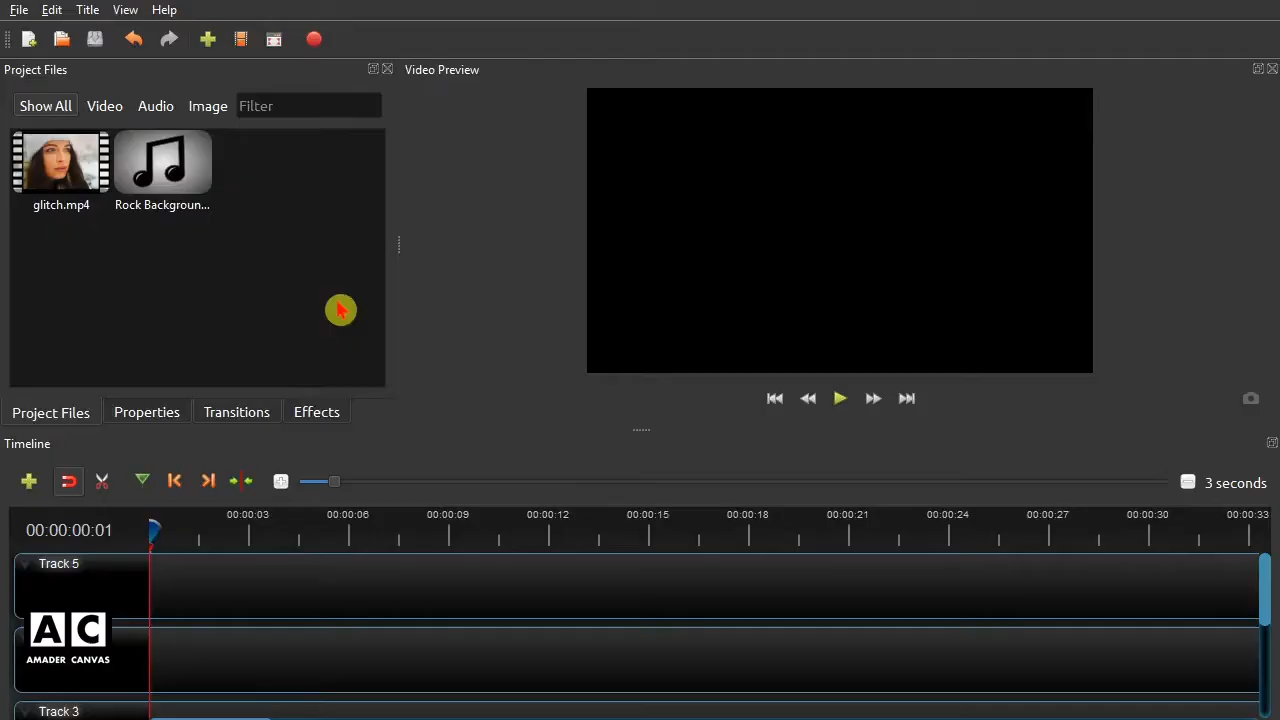 File Edit Title View Help
Project Files
Video Preview
Show All Video Audio Image Filter
glitch.mp4 Rock Backgroun...
Project Files Properties Transitions Effects
Timeline
3 seconds
00:00:00:01
00:00:03 00:00:06 00:00:09 00:00:12 00:00:15 00:00:18 00:00:21 00:00:24 00:00:27 00:00:30 00:00:33
Track 5
AC
AMADER CANVAS
Track 3